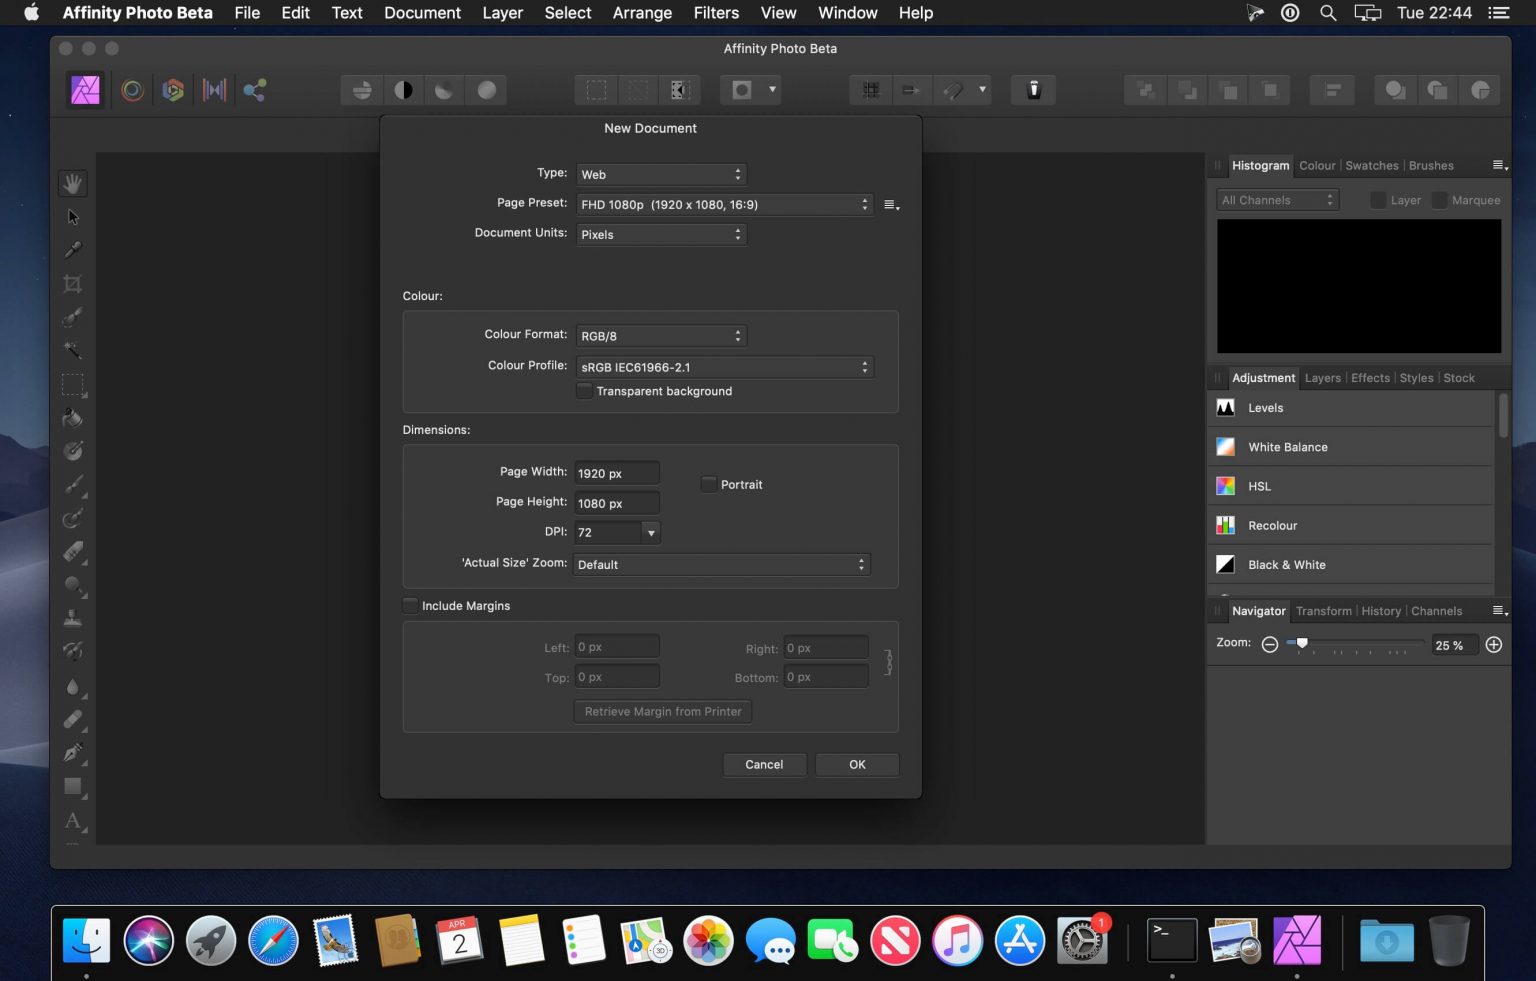 Affinity Photo Beta File Edit Text Document Layer Select Arrange Filters View Window Help Tue 22:44
Affinity Photo Beta
New Document
Type: Web
Page Preset: FHD 1080p (1920 x 1080, 16:9)
Document Units: Pixels
Colour:
Colour Format: RGB/8
Colour Profile: sRGB IEC61966-2.1
Transparent background
Dimensions:
Page Width: 1920 px
Portrait
Page Height: 1080 px
DPI: 72
'Actual Size' Zoom: Default
Include Margins
Left: 0 px Right: 0 px
Top: 0 px Bottom: 0 px
Retrieve Margin from Printer
Cancel OK
Histogram Colour Swatches Brushes
All Channels Layer Marquee
Adjustment Layers Effects Styles Stock
Levels
White Balance
HSL
Recolour
Black & White
Navigator Transform History Channels
Zoom: 25 %
A
APR
2
3D
1
>_